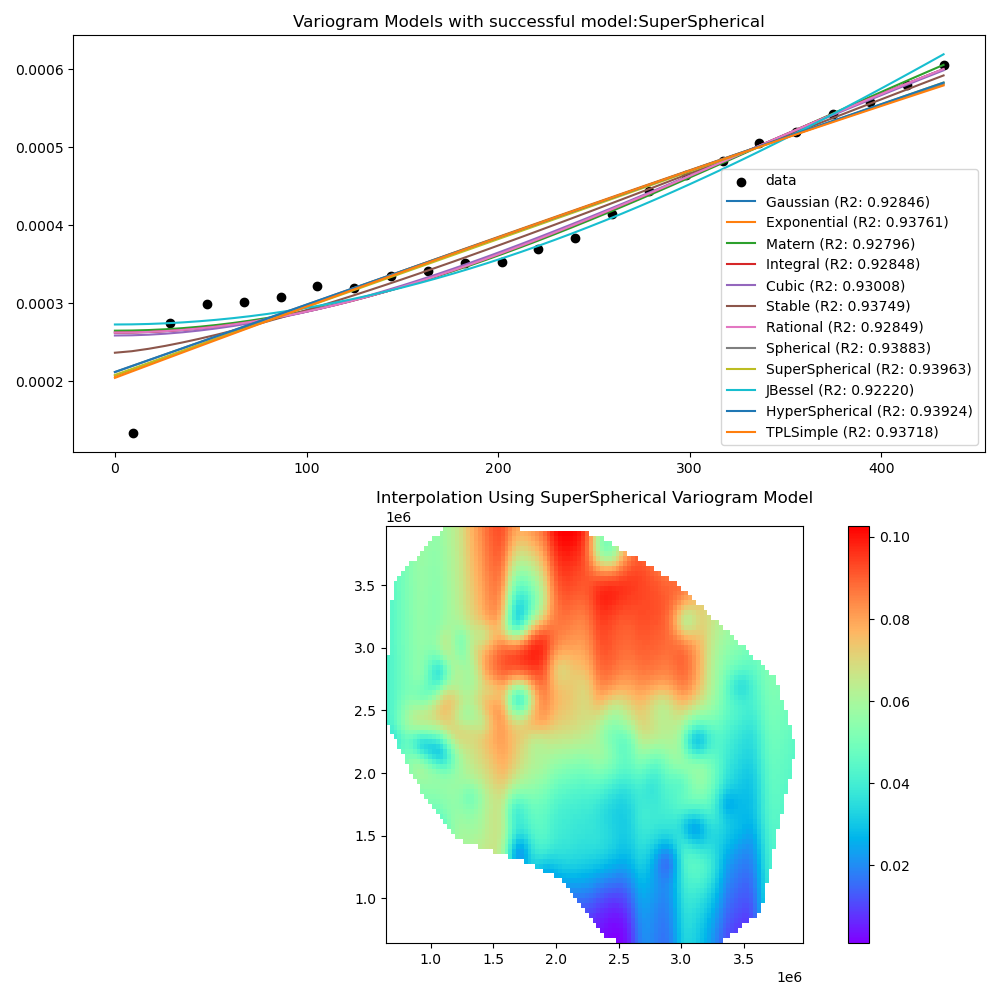 Variogram Models with successful model:SuperSpherical
0.0006
0.0005
0.0004
0.0003
0.0002
0
100
200
300
400
data
Gaussian (R2: 0.92846)
Exponential (R2: 0.93761)
Matern (R2: 0.92796)
Integral (R2: 0.92848)
Cubic (R2: 0.93008)
Stable (R2: 0.93749)
Rational (R2: 0.92849)
Spherical (R2: 0.93883)
SuperSpherical (R2: 0.93963)
JBessel (R2: 0.92220)
HyperSpherical (R2: 0.93924)
TPLSimple (R2: 0.93718)
Interpolation Using SuperSpherical Variogram Model
1e6
3.5
3.0
2.5
2.0
1.5
1.0
1.0
1.5
2.0
2.5
3.0
3.5
1e6
0.10
0.08
0.06
0.04
0.02